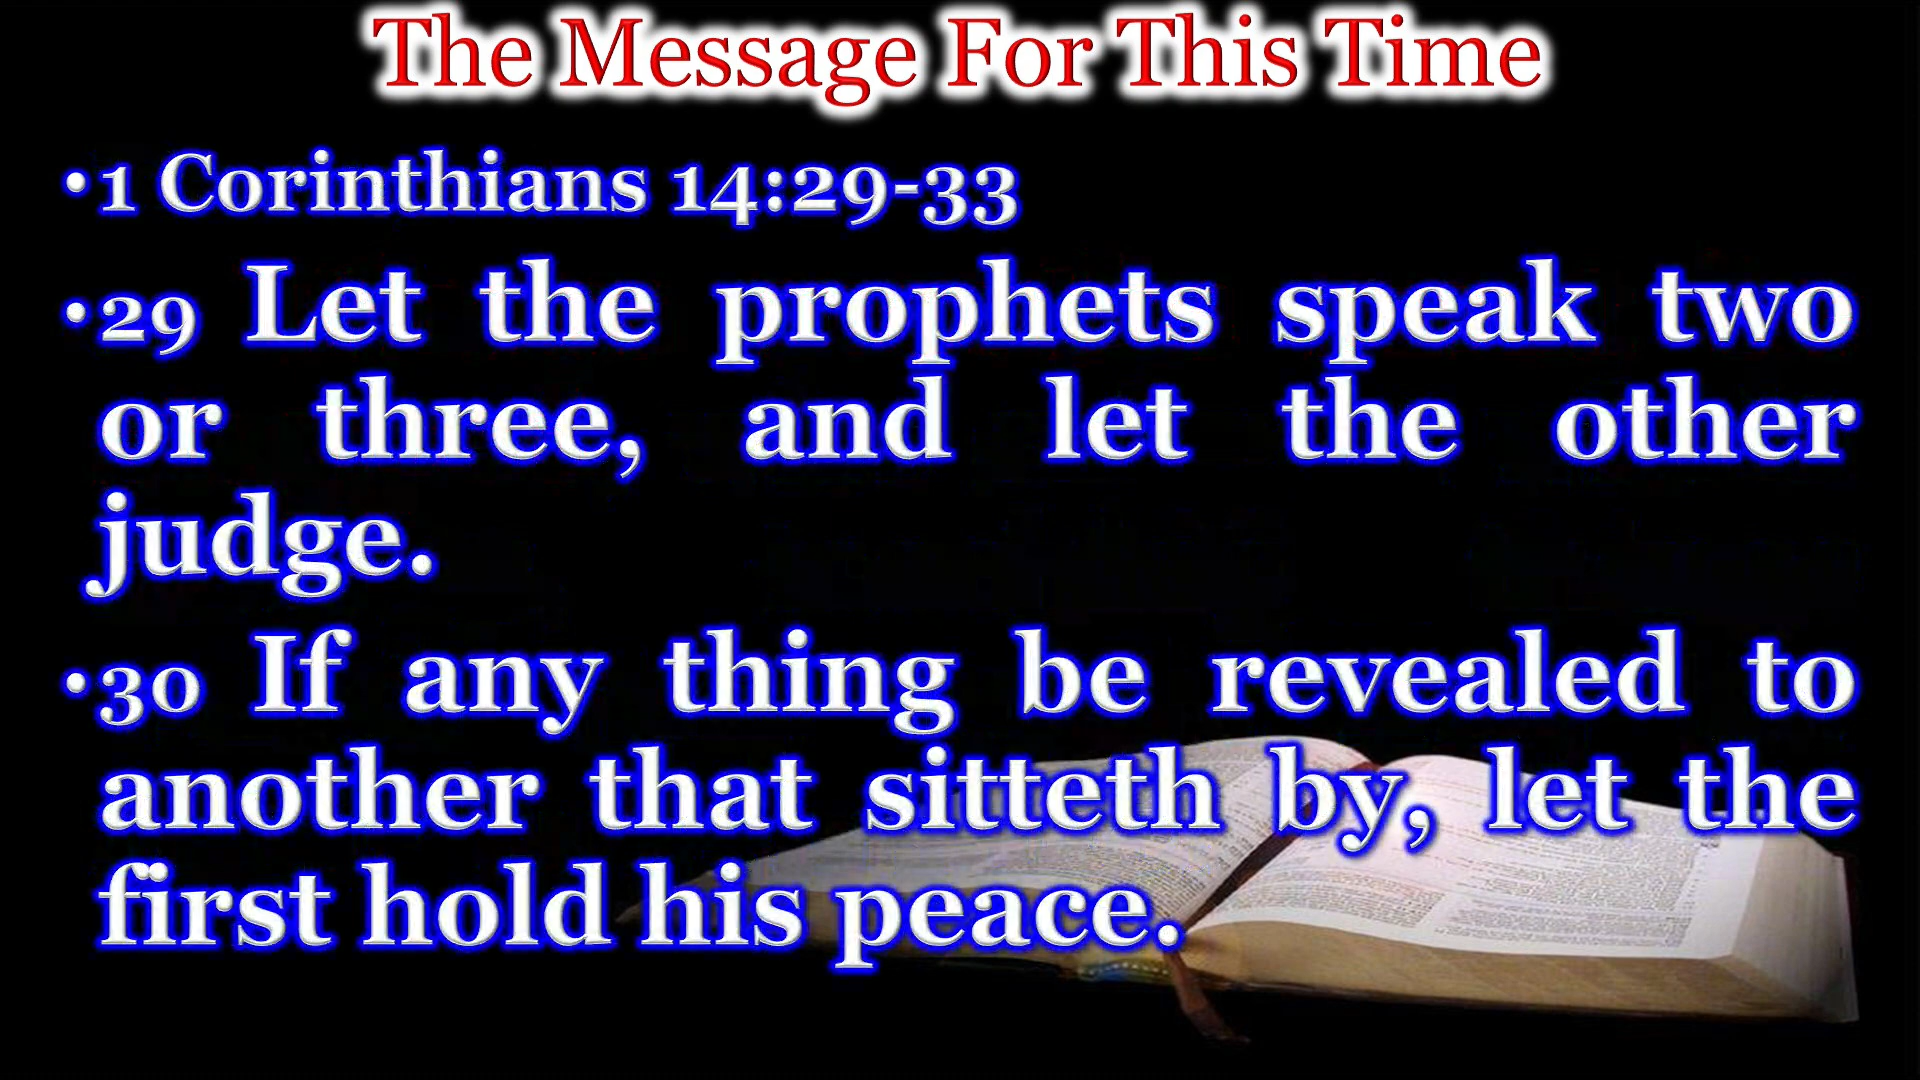 The Message For This Time
•1 Corinthians 14:29-33
•29 Let the prophets speak two
or three, and let the other
judge.
•30 If any thing be revealed to
another that sitteth by, let the
first hold his peace.